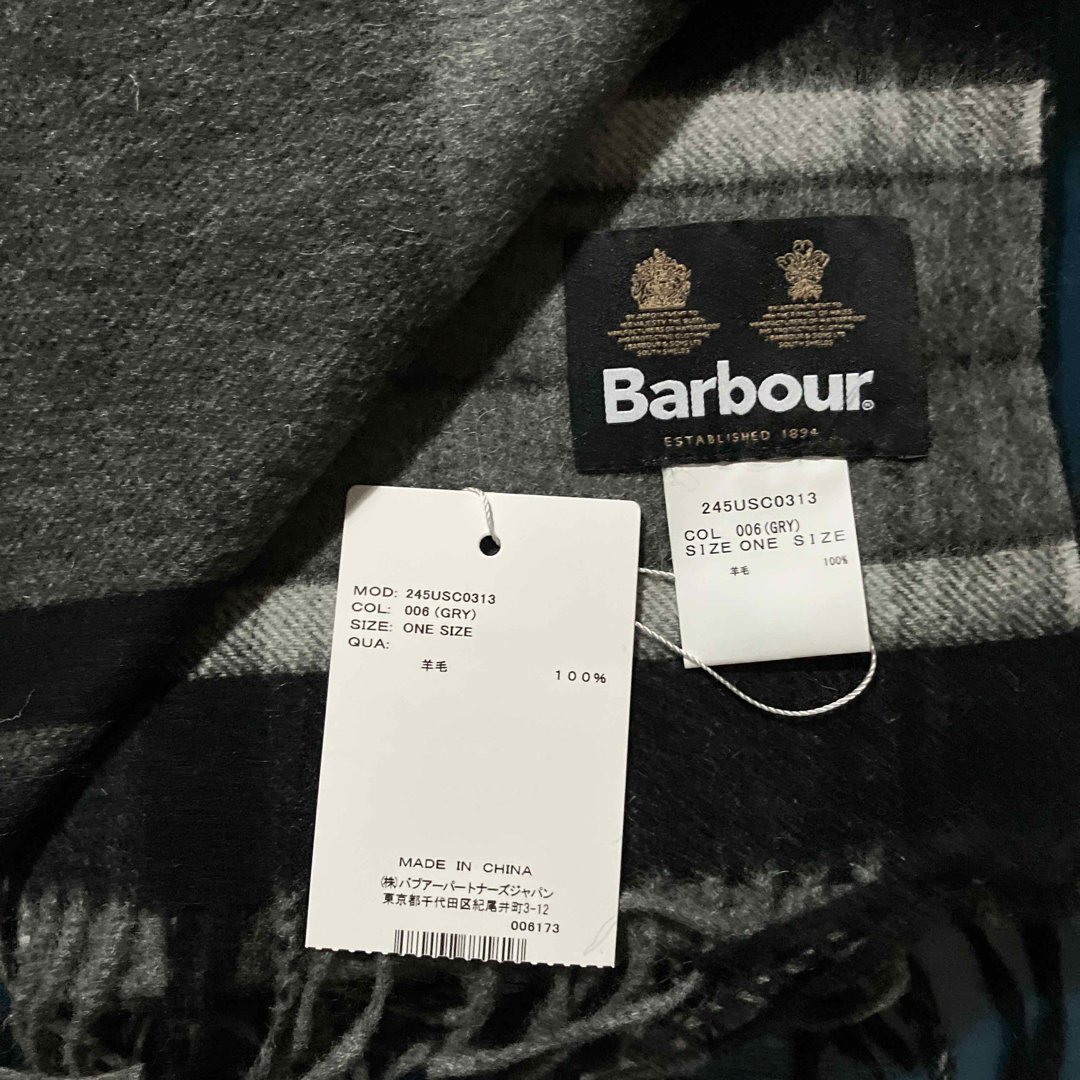 Barbour®
ESTABLISHED 1894
245USC0313
COL 006(GRY)
SIZE ONE SIZE
羊毛 100%
MOD: 245USC0313
COL: 006(GRY)
SIZE: ONE SIZE
QUA:
羊毛
100%
MADE IN CHINA
(株)バブアーパートナーズジャパン
東京都千代田区紀尾井町3-12
006173